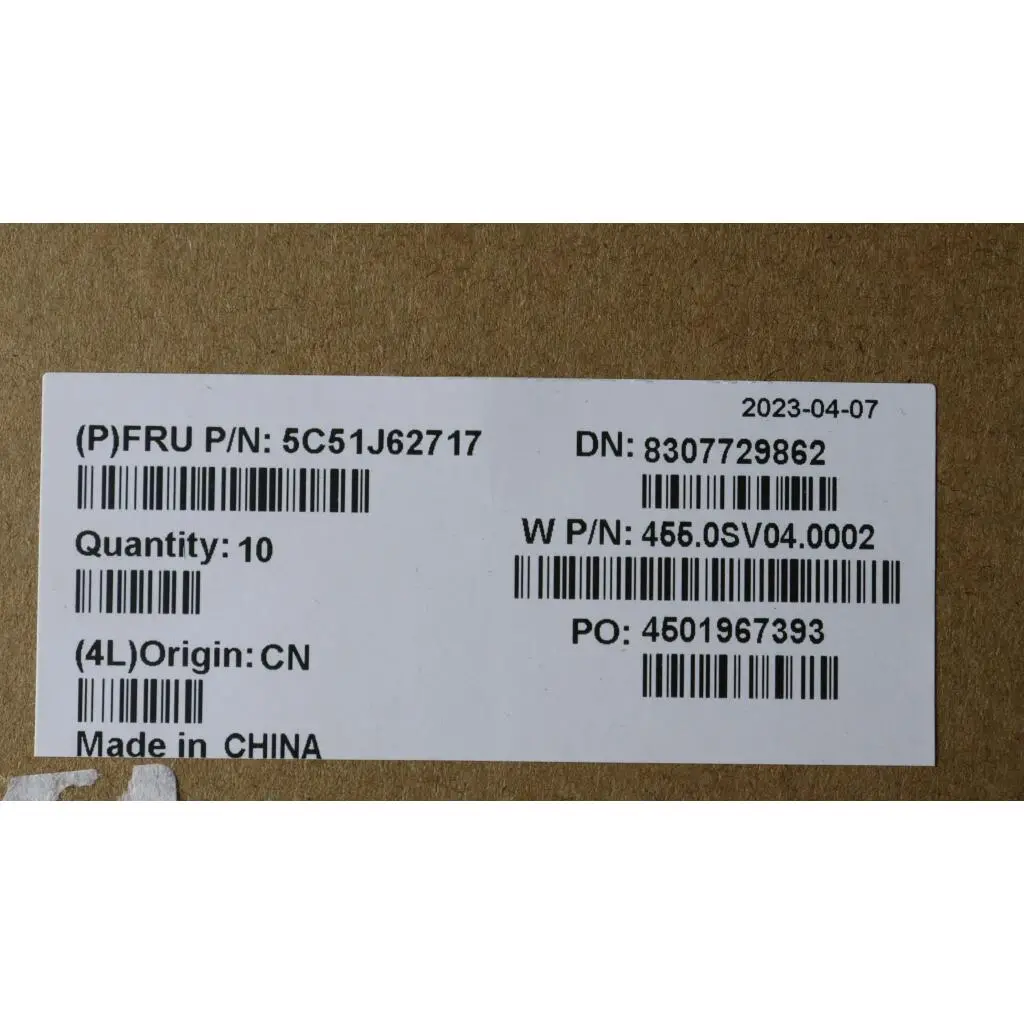 2023-04-07
(P)FRU P/N: 5C51J62717
DN: 8307729862
W P/N: 455.0SV04.0002
Quantity: 10
PO: 4501967393
(4L)Origin: CN
Made in CHINA